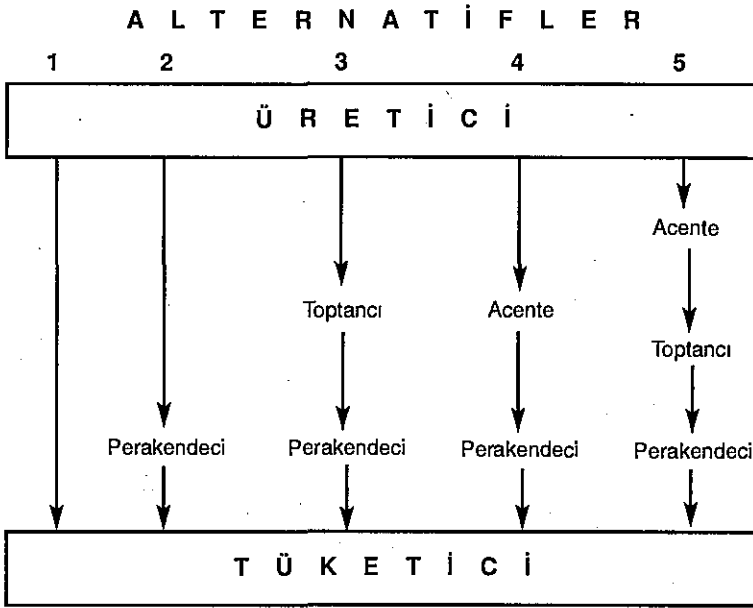 A L T E R N A T İ F L E R
1 2 3 4 5
Ü R E T İ C İ
Acente
Toptancı Acente
Toptancı
Perakendeci Perakendeci Perakendeci Perakendeci
T Ü K E T İ C İ